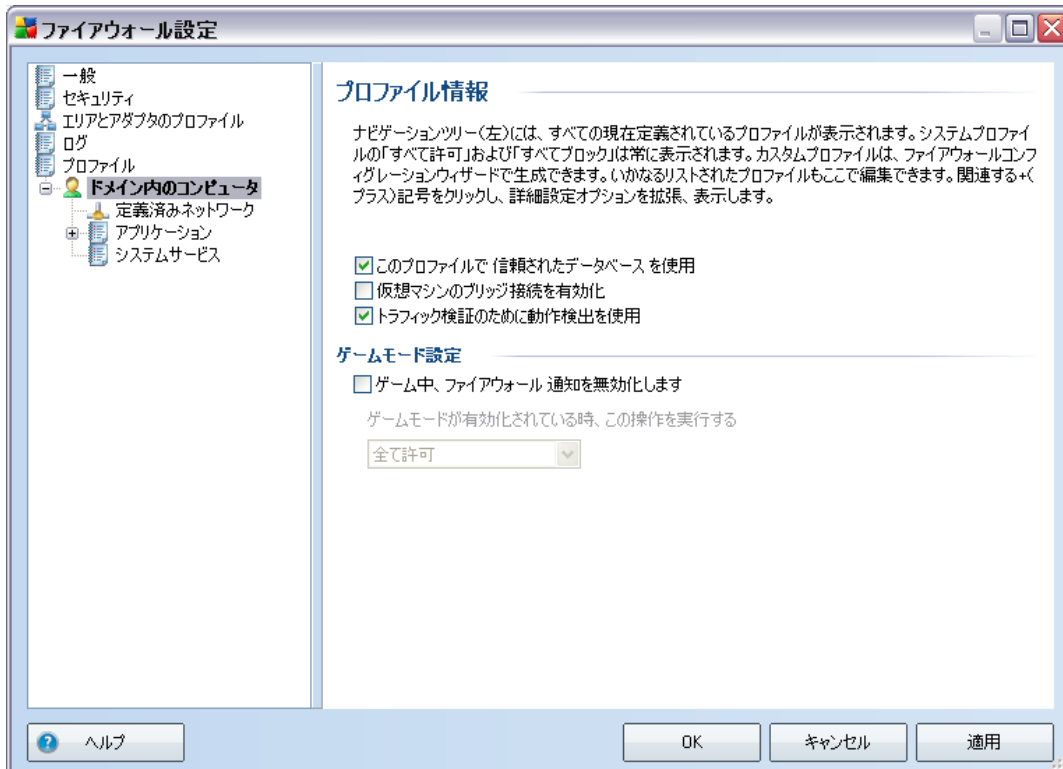 ファイアウォール設定
一般
セキュリティ
エリアとアダプタのプロファイル
ログ
プロファイル
ドメイン内のコンピュータ
定義済みネットワーク
アプリケーション
システムサービス
プロファイル情報
ナビゲーションツリー(左)には、すべての現在定義されているプロファイルが表示されます。システムプロファイ
ルの「すべて許可」および「すべてブロック」は常に表示されます。カスタムプロファイルは、ファイアウォールコンフ
ィグレーションウィザードで生成できます。いかなるリストされたプロファイルもここで編集できます。関連する+(
プラス)記号をクリックし、詳細設定オプションを拡張、表示します。
このプロファイルで 信頼されたデータベース を使用
仮想マシンのブリッジ接続を有効化
トラフィック検証のために動作検出を使用
ゲームモード設定
ゲーム中、ファイアウォール 通知を無効化します
ゲームモードが有効化されている時、この操作を実行する
全て許可
ヘルプ
OK
キャンセル
適用